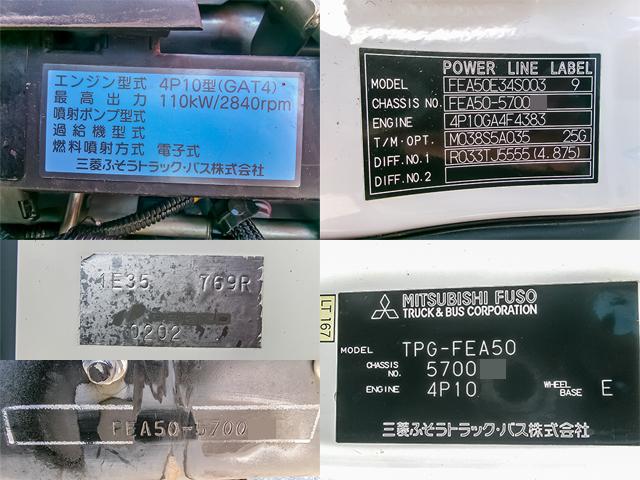 エンジン型式 4P10型(GAT4)
最高出力 110kW/2840rpm
噴射ポンプ型式
過給機型式
燃料噴射方式 電子式
三菱ふそうトラック・バス株式会社
POWER LINE LABEL
MODEL FEA50E34S003 9
CHASSIS NO. FEA50-5700
ENGINE 4P10GA4F4383
T/M・OPT. M038S5A035 25G
DIFF.NO.1 R033TJ5555(4.875)
DIFF.NO.2
1E35 769R
0202
FEA50-5700
LT 167
MITSUBISHI FUSO
TRUCK & BUS CORPORATION
MODEL TPG-FEA50
CHASSIS NO. 5700
ENGINE 4P10 WHEEL BASE E
三菱ふそうトラック・バス株式会社